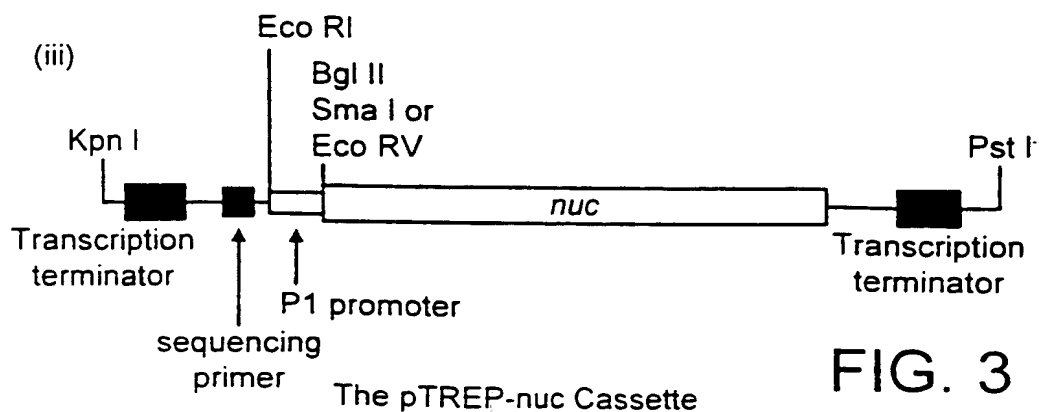 Eco RI
(iii)
Bgl II
Sma I or
Eco RV
Kpn I
Pst I
nuc
Transcription
terminator
Transcription
terminator
P1 promoter
sequencing
primer
The pTREP-nuc Cassette
FIG. 3